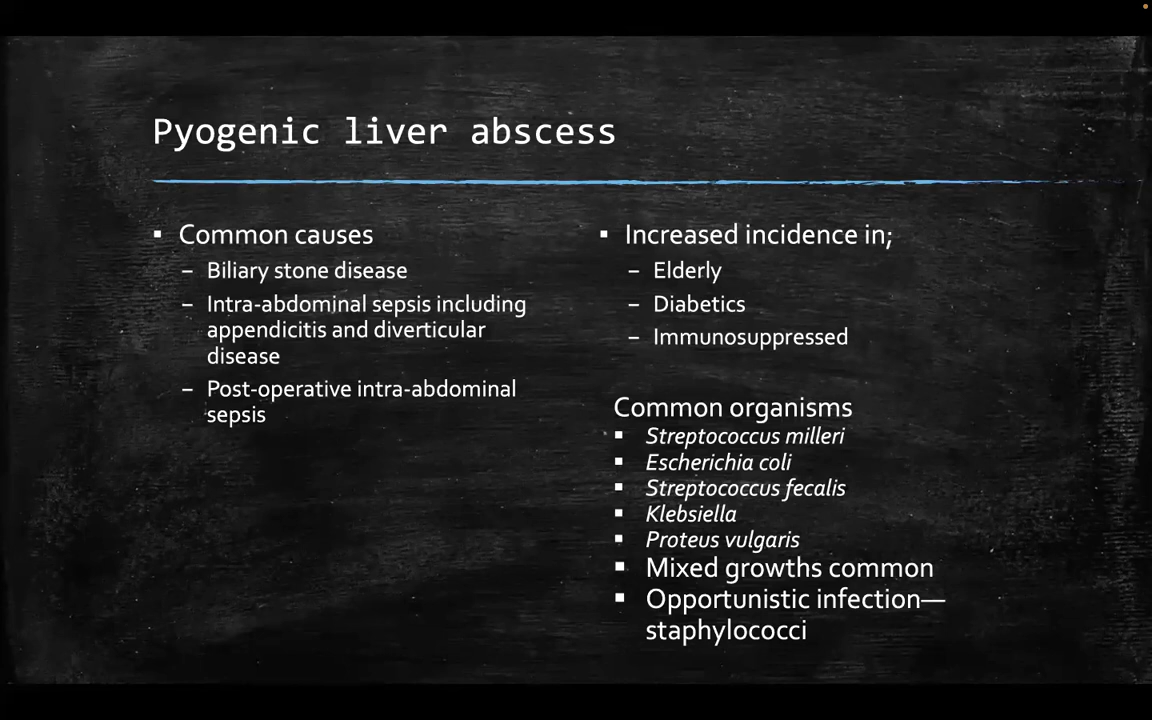 Pyogenic liver abscess
▪ Common causes
– Biliary stone disease
– Intra-abdominal sepsis including
appendicitis and diverticular
disease
– Post-operative intra-abdominal
sepsis
▪ Increased incidence in;
– Elderly
– Diabetics
– Immunosuppressed
Common organisms
▪ Streptococcus milleri
▪ Escherichia coli
▪ Streptococcus fecalis
▪ Klebsiella
▪ Proteus vulgaris
▪ Mixed growths common
▪ Opportunistic infection—
staphylococci